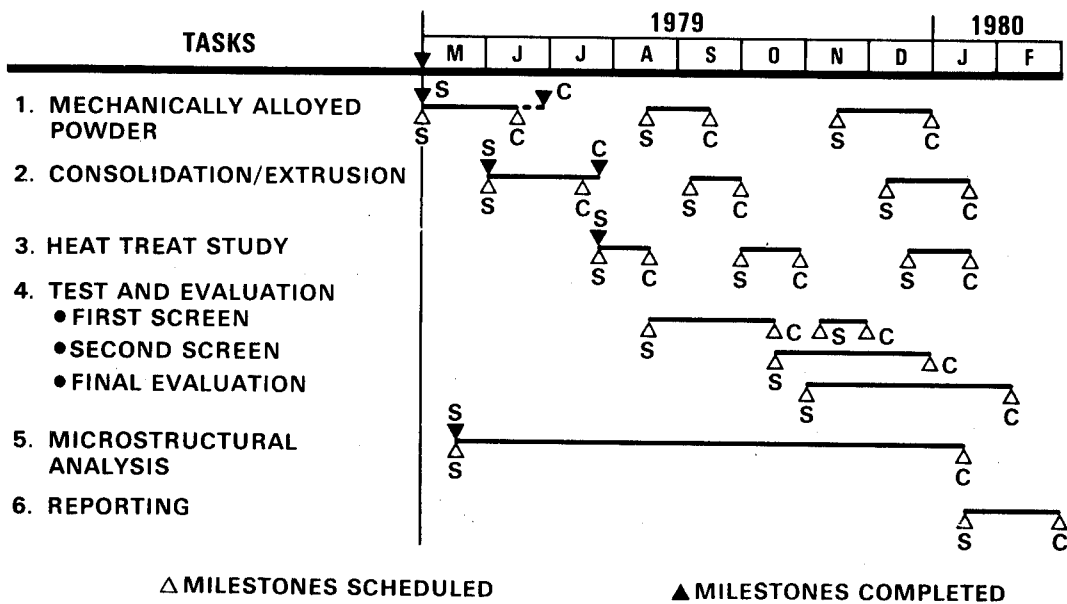 1979 1980
TASKS M J J A S O N D J F
S C
1. MECHANICALLY ALLOYED
POWDER
S C S C S C
S C
2. CONSOLIDATION/EXTRUSION
S C S C S C
S
3. HEAT TREAT STUDY
S C S C S C
4. TEST AND EVALUATION
●FIRST SCREEN
S C S C
●SECOND SCREEN
S C
●FINAL EVALUATION
S C
S
5. MICROSTRUCTURAL
ANALYSIS
S C
6. REPORTING
S C
△ MILESTONES SCHEDULED ▲ MILESTONES COMPLETED